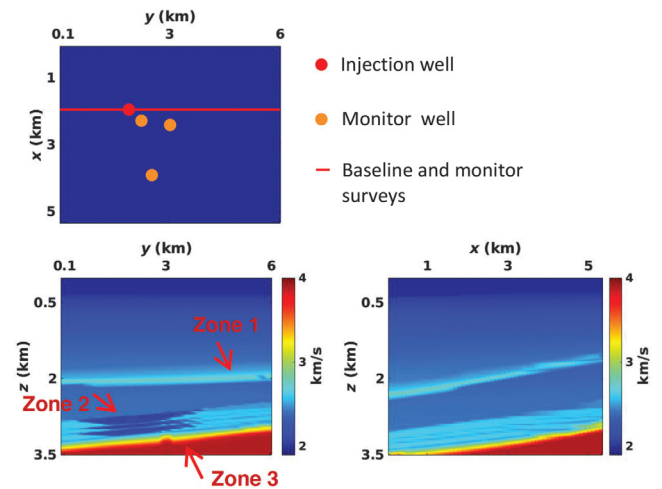 y (km)
0.1 3 6
1
3
5
x (km)
Injection well
Monitor well
Baseline and monitor
surveys
y (km)
0.1 3 6
0.5
2
3.5
z (km)
Zone 1
Zone 2
Zone 3
4
3
2
km/s
x (km)
1 3 5
0.5
2
3.5
z (km)
4
3
2
km/s